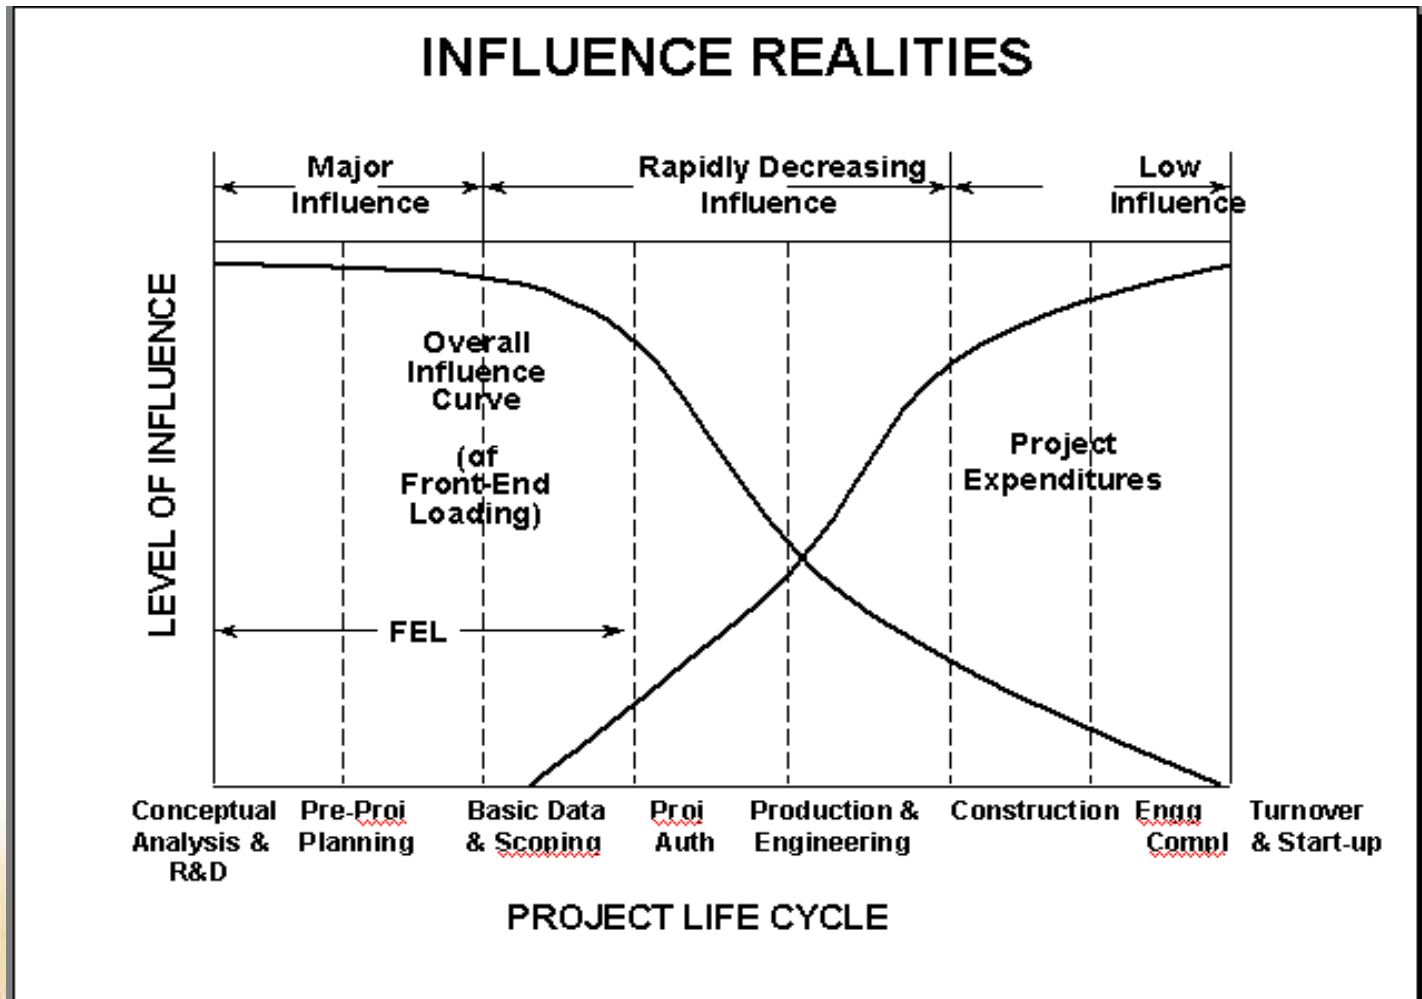 INFLUENCE REALITIES
Major
Influence
Rapidly Decreasing
Influence
Low
Influence
LEVEL OF INFLUENCE
Overall
Influence
Curve
(of
Front-End
Loading)
Project
Expenditures
FEL
Conceptual
Analysis &
R&D
Pre-Proj
Planning
Basic Data
& Scoping
Proj
Auth
Production &
Engineering
Construction
Engg
Compl
Turnover
& Start-up
PROJECT LIFE CYCLE